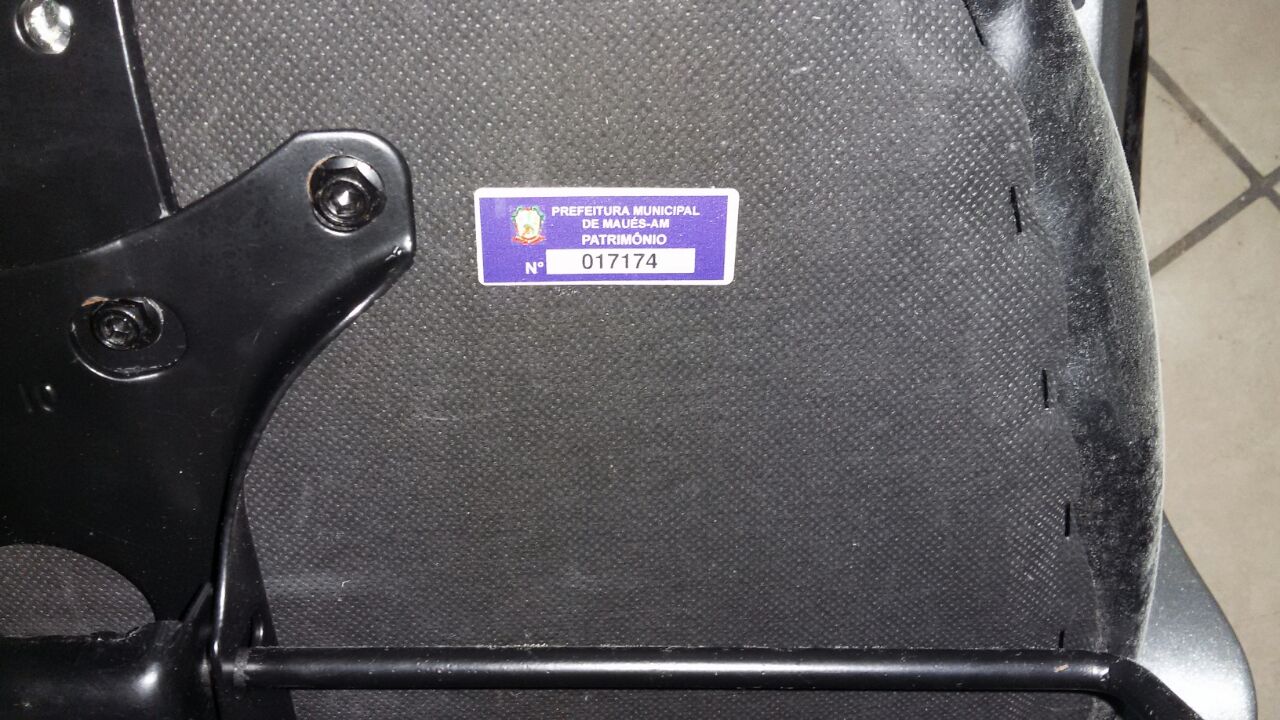 PREFEITURA MUNICIPAL
DE MAUÉS-AM
PATRIMÔNIO
Nº 017174